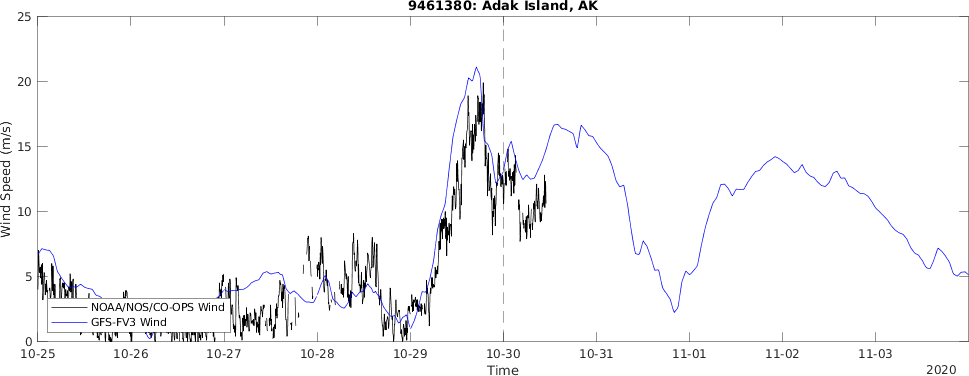 9461380: Adak Island, AK
25
20
15
10
5
0
Wind Speed (m/s)
NOAA/NOS/CO-OPS Wind
GFS-FV3 Wind
10-25 10-26 10-27 10-28 10-29 10-30 10-31 11-01 11-02 11-03
Time
2020